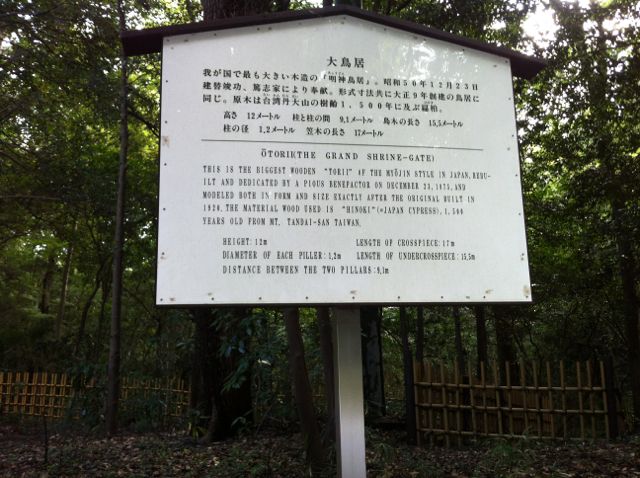 大鳥居
我が国で最も大きい木造の「明神鳥居」。昭和50年12月23日
建替竣功、篤志家により奉献。形式寸法共に大正9年創建の鳥居に
同じ。原木は台湾丹大山の樹齢1,500年に及ぶ扁柏。
高さ 12メートル 柱と柱の間 9,1メートル 島木の長さ 15,5メートル
柱の径 1,2メートル 笠木の長さ 17メートル
ŌTORII(THE GRAND SHRINE-GATE)
THIS IS THE BIGGEST WOODEN "TORII" OF THE MYŌJIN STYLE IN JAPAN, REBU-
ILT AND DEDICATED BY A PIOUS BENEFACTOR ON DECEMBER 23, 1975, AND
MODELED BOTH IN FORM AND SIZE EXACTLY AFTER THE ORIGINAL BUILT IN
1920. THE MATERIAL WOOD USED IS "HINOKI"(=JAPAN CYPRESS), 1,500
YEARS OLD FROM MT. TANDAI-SAN TAIWAN.
HEIGHT: 12m LENGTH OF CROSSPIECE: 17m
DIAMETER OF EACH PILLER: 1,2m LENGTH OF UNDERCROSSPIECE: 15,5m
DISTANCE BETWEEN THE TWO PILLARS: 9,1m